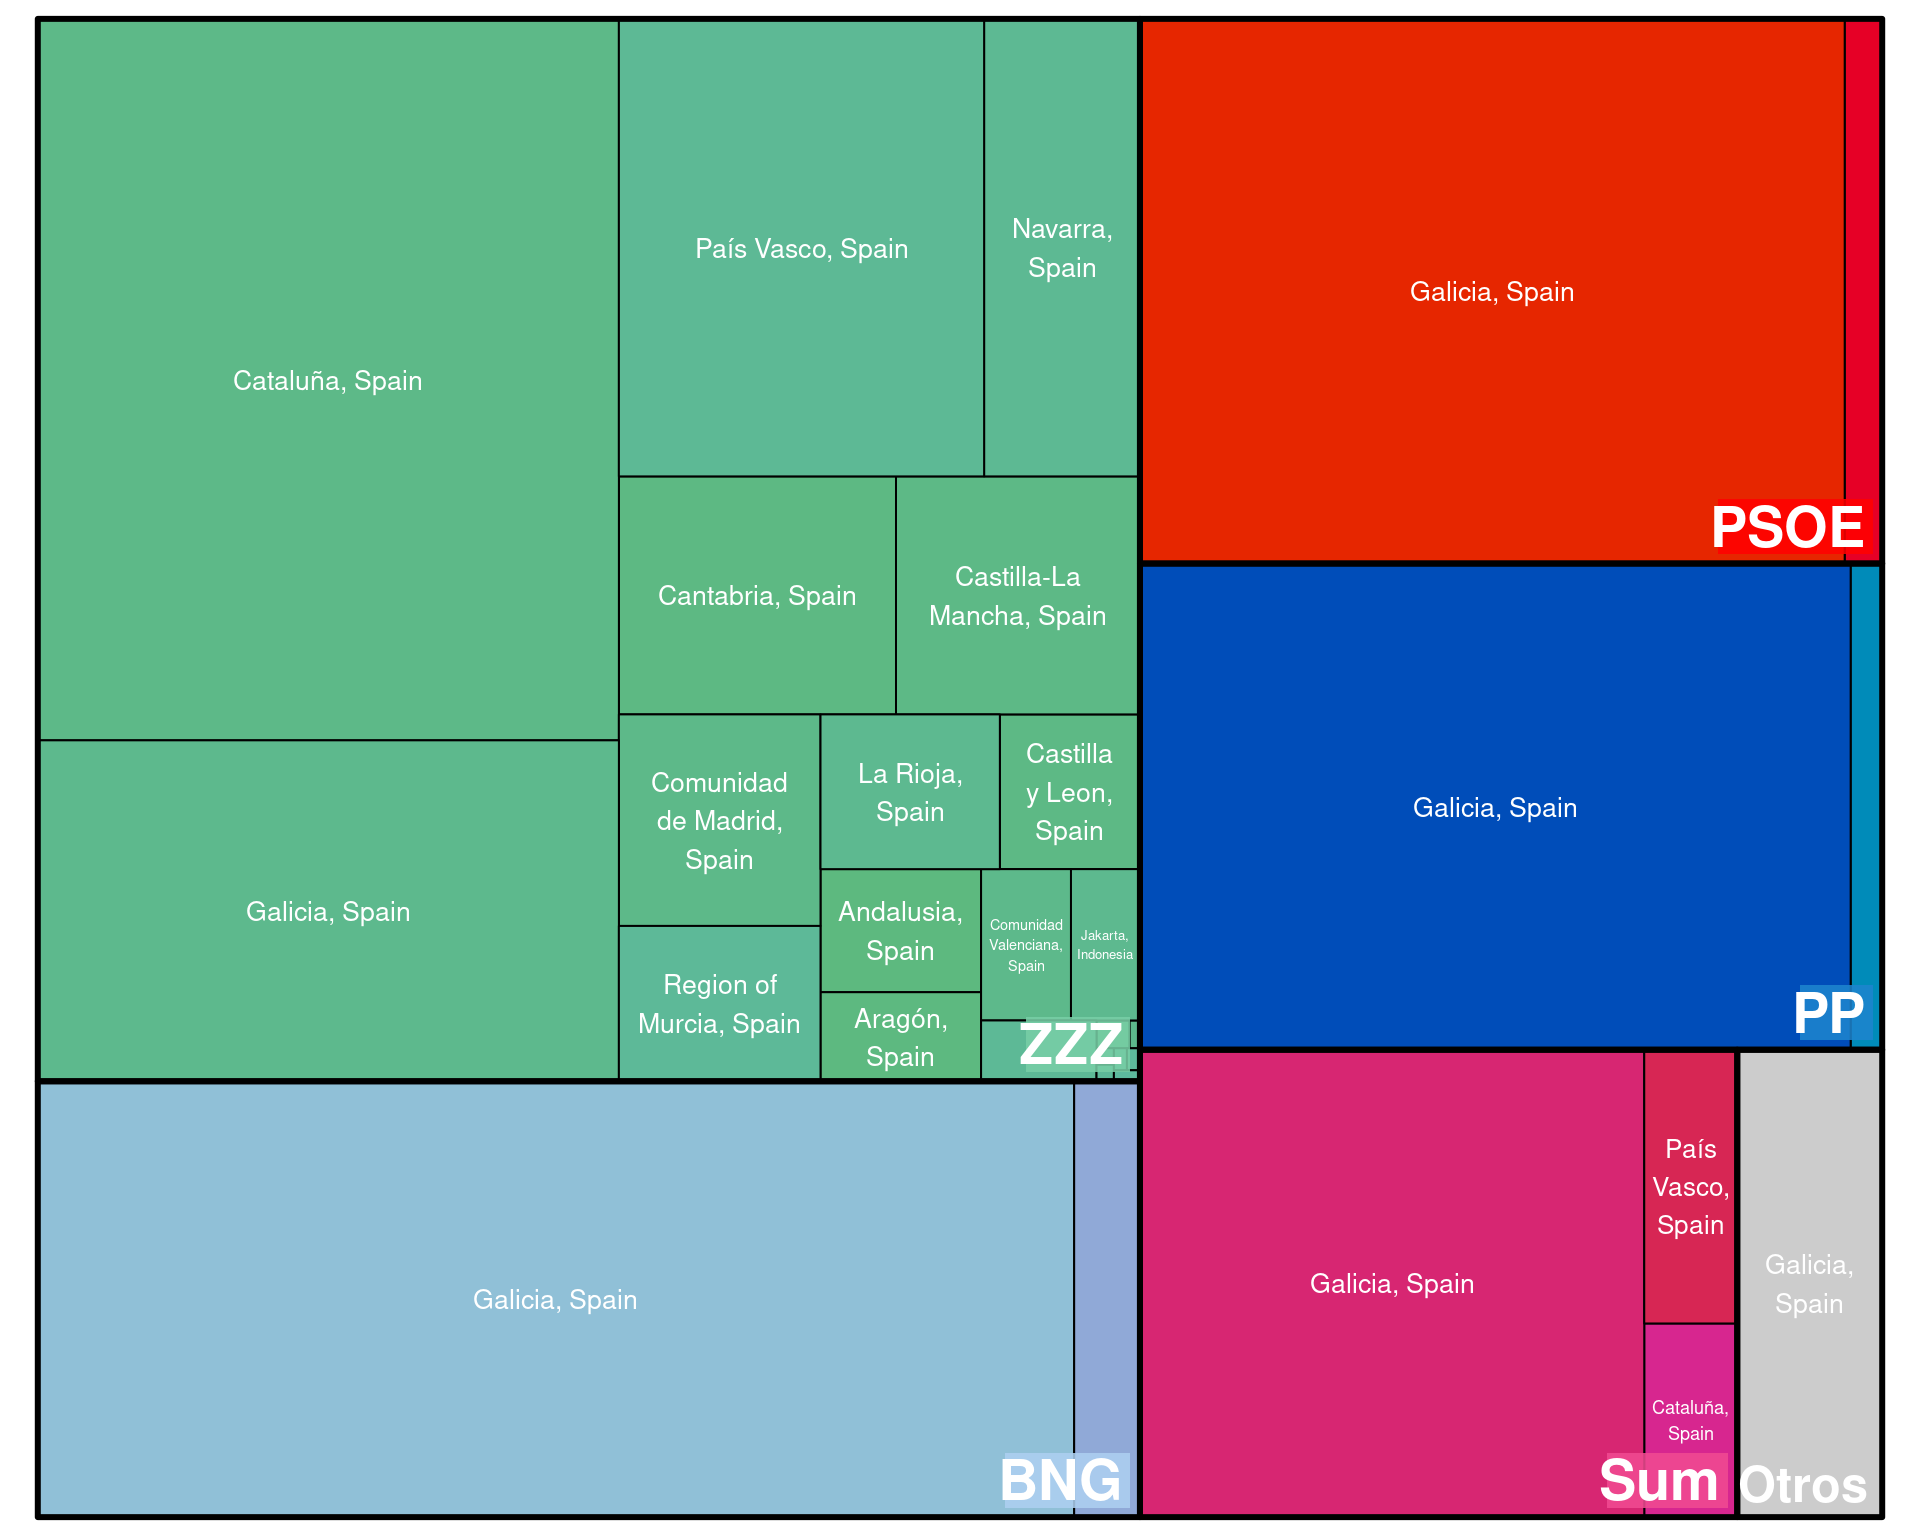 Cataluña, Spain
País Vasco, Spain
Navarra,
Spain
Cantabria, Spain
Castilla-La
Mancha, Spain
Galicia, Spain
Comunidad
de Madrid,
Spain
La Rioja,
Spain
Castilla
y Leon,
Spain
Region of
Murcia, Spain
Andalusia,
Spain
Comunidad
Valenciana,
Spain
Jakarta,
Indonesia
Aragón,
Spain
ZZZ
Galicia, Spain
BNG
Galicia, Spain
PSOE
Galicia, Spain
PP
Galicia, Spain
País
Vasco,
Spain
Cataluña,
Spain
Sum
Galicia,
Spain
Otros